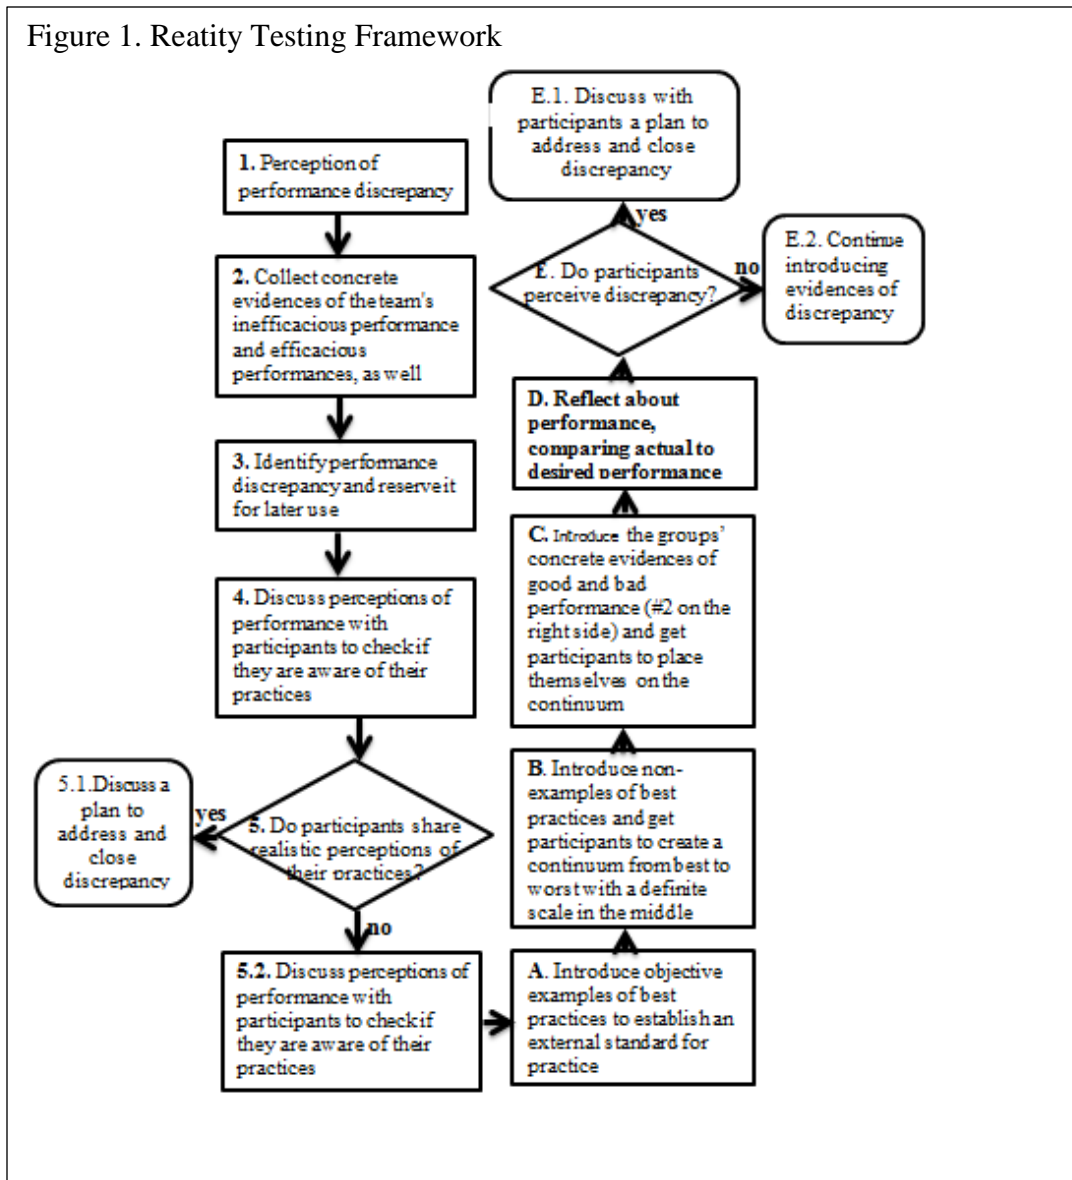 Figure 1. Reatity Testing Framework
1. Perception of
performance discrepancy
2. Collect concrete
evidences of the team's
inefficacious performance
and efficacious
performances, as well
3. Identify performance
discrepancy and reserve it
for later use
4. Discuss perceptions of
performance with
participants to check if
they are aware of their
practices
5. Do participants share
realistic perceptions of
their practices?
yes
5.1.Discuss a
plan to
address and
close
discrepancy
no
5.2. Discuss perceptions of
performance with
participants to check if
they are aware of their
practices
A. Introduce objective
examples of best
practices to establish an
external standard for
practice
B. Introduce non-
examples of best
practices and get
participants to create a
continuum from best to
worst with a definite
scale in the middle
C. Introduce the groups’
concrete evidences of
good and bad
performance (#2 on the
right side) and get
participants to place
themselves on the
continuum
D. Reflect about
performance,
comparing actual to
desired performance
E. Do participants
perceive discrepancy?
yes
E.1. Discuss with
participants a plan to
address and close
discrepancy
no
E.2. Continue
introducing
evidences of
discrepancy